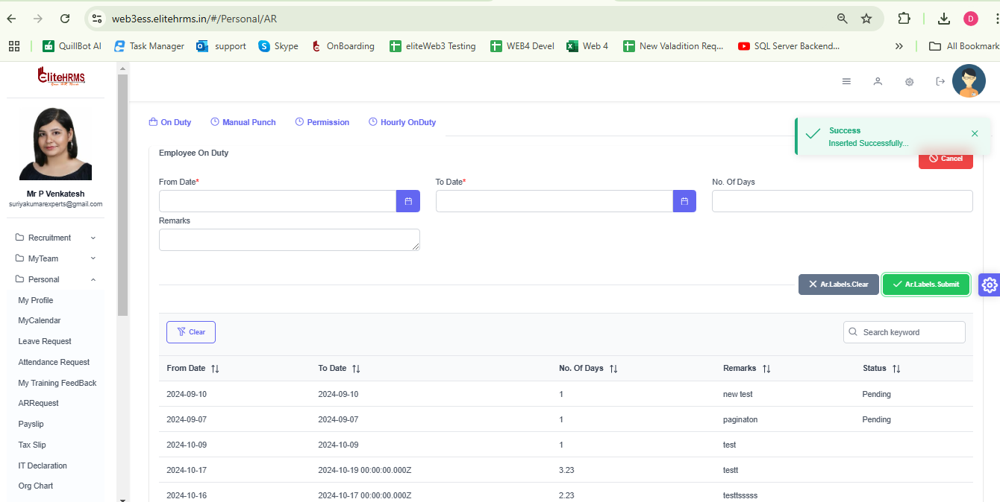 web3ess.elitehrms.in/#/Personal/AR
D
QuillBot AI Task Manager support Skype OnBoarding eliteWeb3 Testing WEB4 Devel Web 4 New Valadition Req... SQL Server Backend... » All Bookmark
EliteHRMS
On Duty Manual Punch Permission Hourly OnDuty
Success
Inserted Successfully...
Employee On Duty
Cancel
Mr P Venkatesh
suriyakumarexperts@gmail.com
From Date* To Date* No. Of Days
Remarks
Recruitment
MyTeam
Personal
My Profile
MyCalendar
Leave Request
Attendance Request
My Training FeedBack
ARRequest
Payslip
Tax Slip
IT Declaration
Org Chart
Ar.Labels.Clear Ar.Labels.Submit
Clear Search keyword
From Date To Date No. Of Days Remarks Status
2024-09-10 2024-09-10 1 new test Pending
2024-09-07 2024-09-07 1 paginaton Pending
2024-10-09 2024-10-09 1 test
2024-10-17 2024-10-19 00:00:00.000Z 3.23 testt
2024-10-16 2024-10-17 00:00:00.000Z 2.23 testtsssss